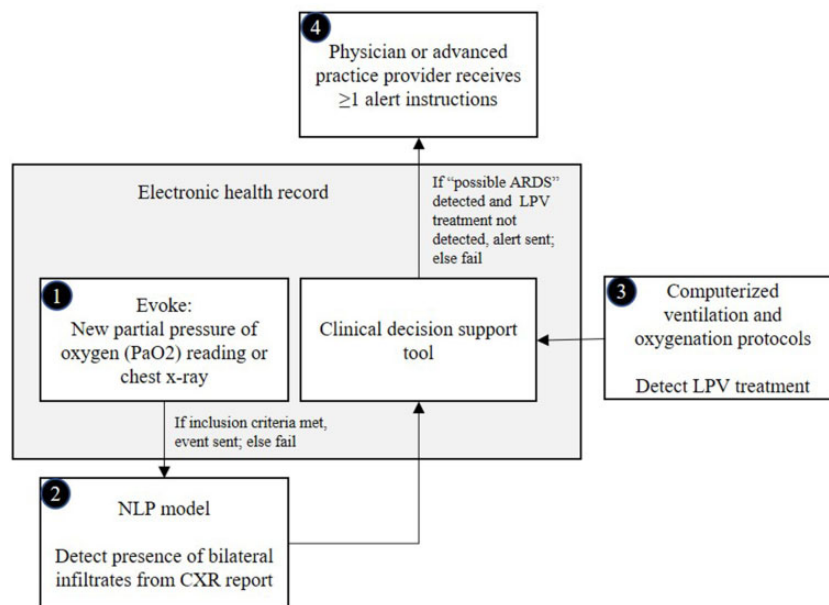 4
Physician or advanced
practice provider receives
≥1 alert instructions
Electronic health record
If “possible ARDS”
detected and LPV
treatment not
detected, alert sent;
else fail
1
Evoke:
New partial pressure of
oxygen (PaO2) reading or
chest x-ray
Clinical decision support
tool
3
Computerized
ventilation and
oxygenation protocols
Detect LPV treatment
If inclusion criteria met,
event sent; else fail
2
NLP model
Detect presence of bilateral
infiltrates from CXR report